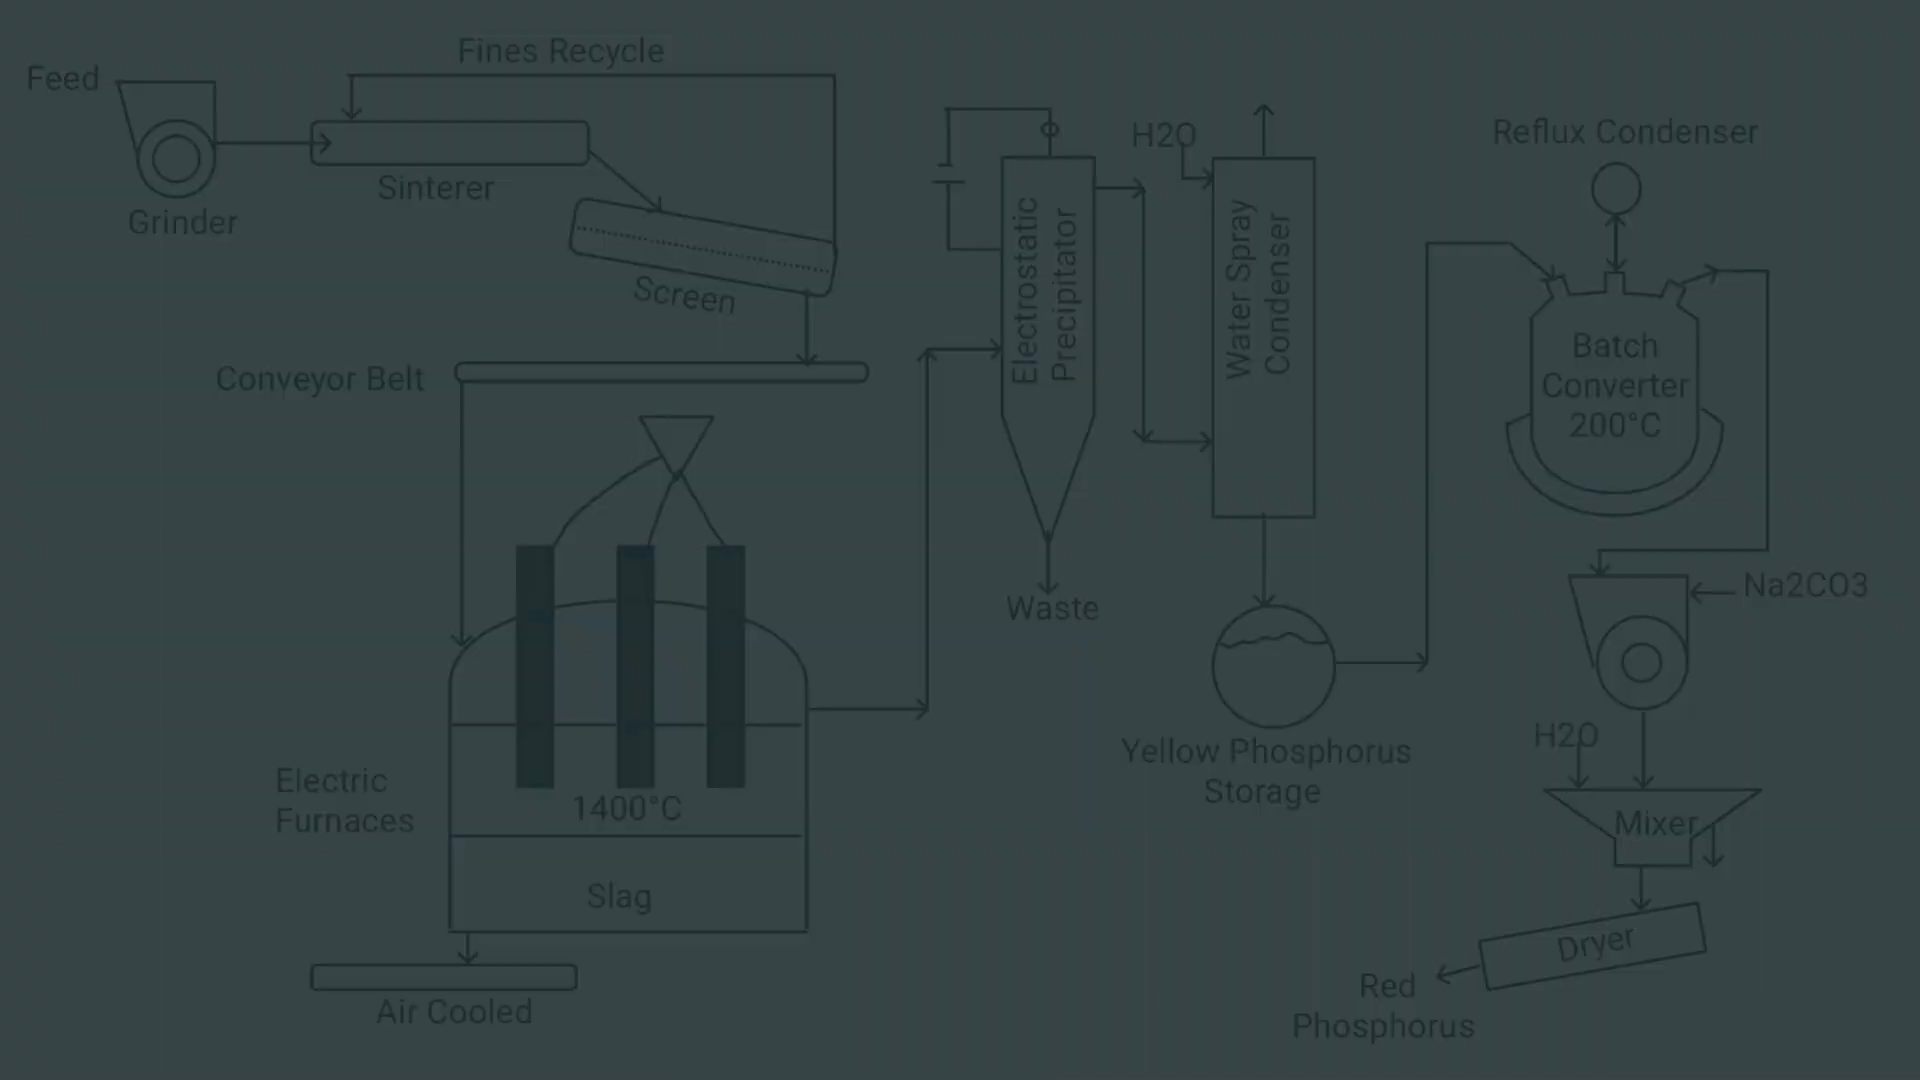 Fines Recycle
Feed
Sinterer
Grinder
Screen
Conveyor Belt
Electric
Furnaces
1400°C
Slag
Air Cooled
Electrostatic
Precipitator
Waste
H2O
Water Spray
Condenser
Yellow Phosphorus
Storage
Reflux Condenser
Batch
Converter
200°C
Na2CO3
H2O
Mixer
Dryer
Red
Phosphorus